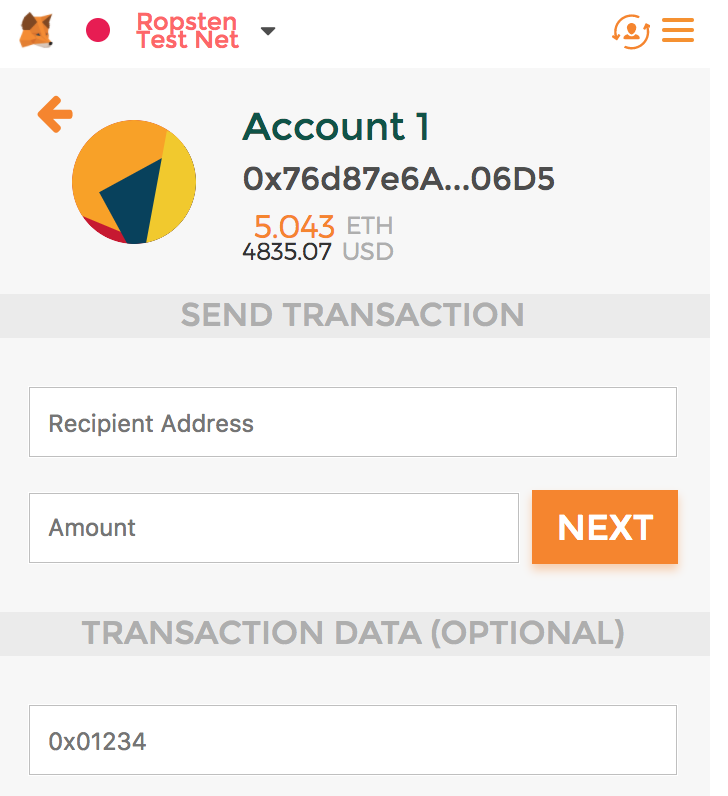 Ropsten
Test Net
Account 1
0x76d87e6A...06D5
5.043 ETH
4835.07 USD
SEND TRANSACTION
Recipient Address
Amount
NEXT
TRANSACTION DATA (OPTIONAL)
0x01234